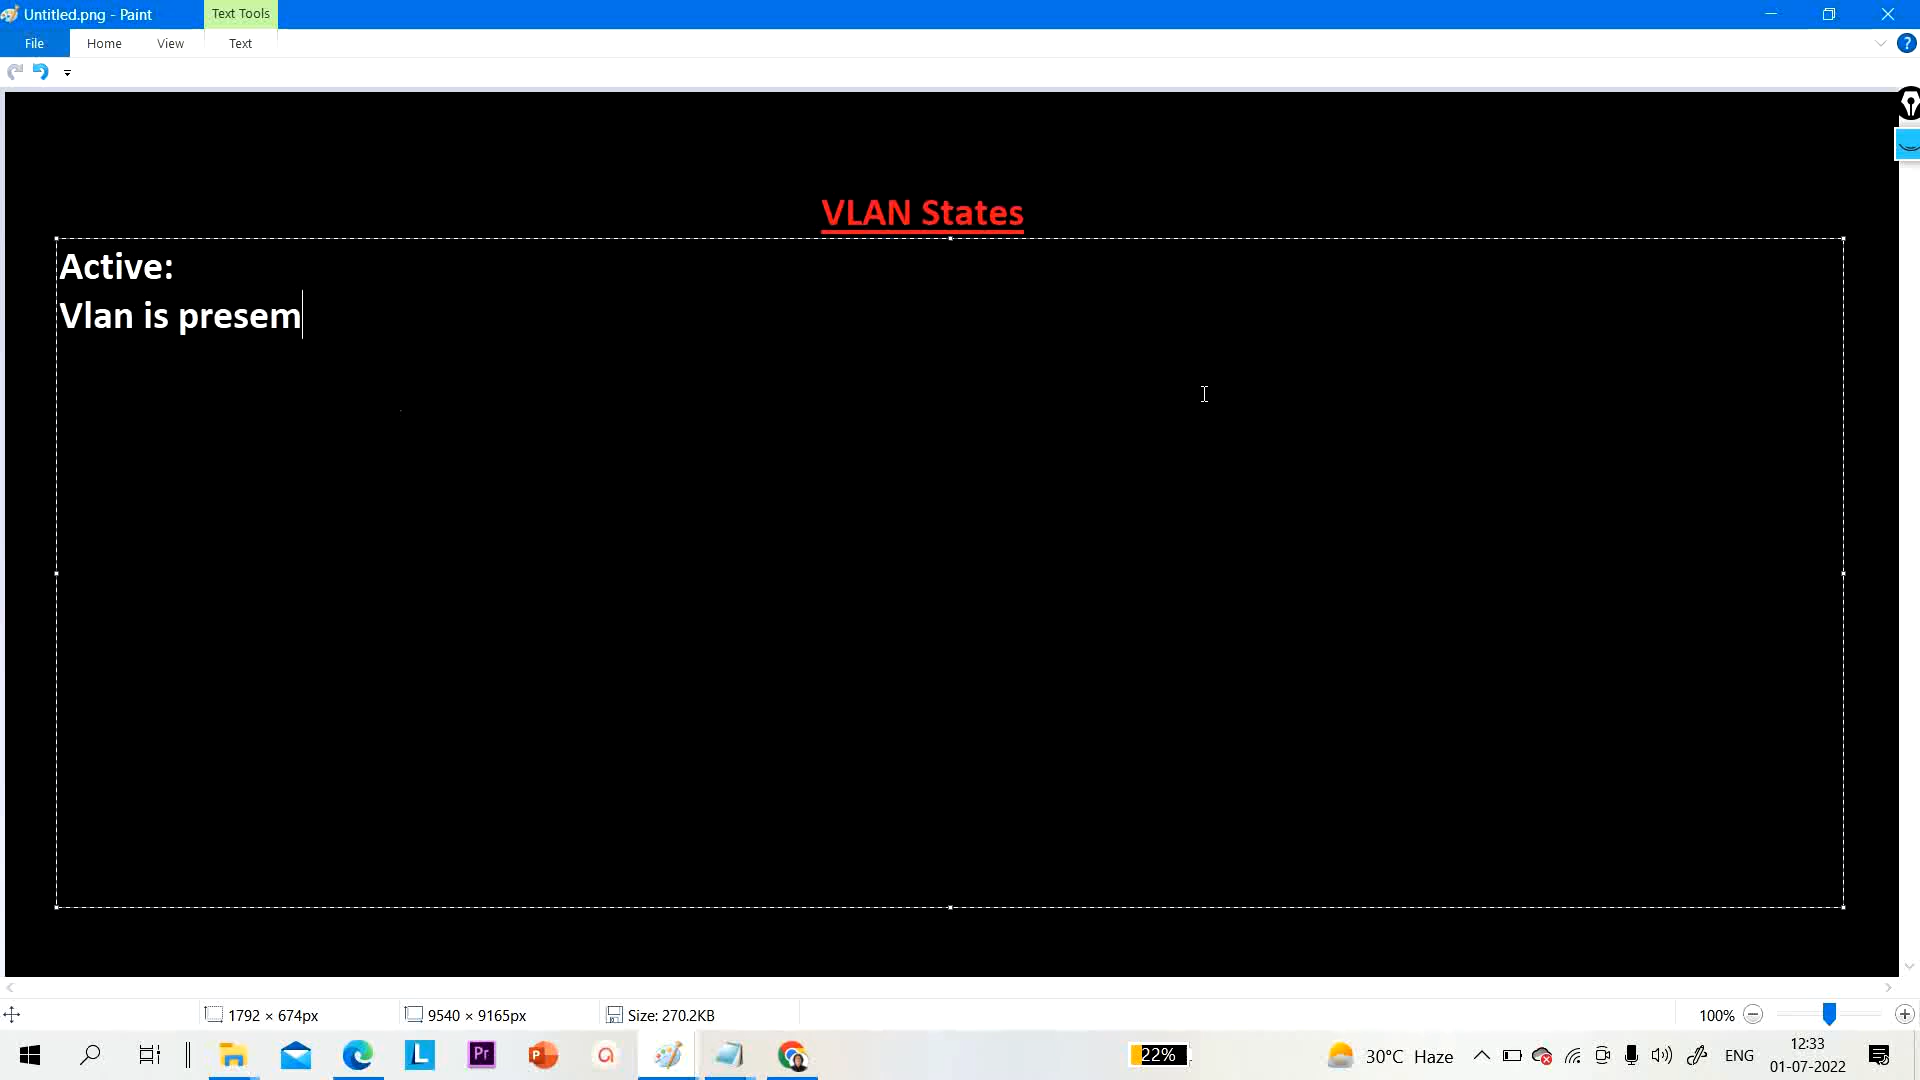 Untitled.png - Paint
Text Tools
File
Home
View
Text
?
VLAN States
Active:
Vlan is presem
1792 × 674px
9540 × 9165px
Size: 270.2KB
100%
L
Pr
P
a
22%
30°C Haze
ENG
12:33
01-07-2022